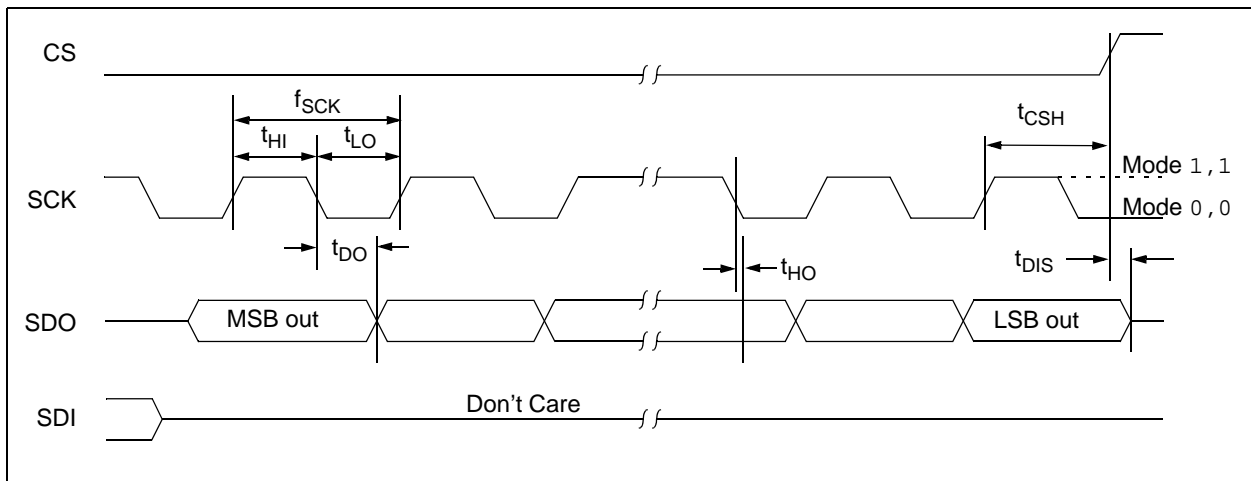 CS
fSCK
tHI
tLO
tCSH
Mode 1,1
SCK
Mode 0,0
tDO
tHO
tDIS
SDO
MSB out
LSB out
Don't Care
SDI